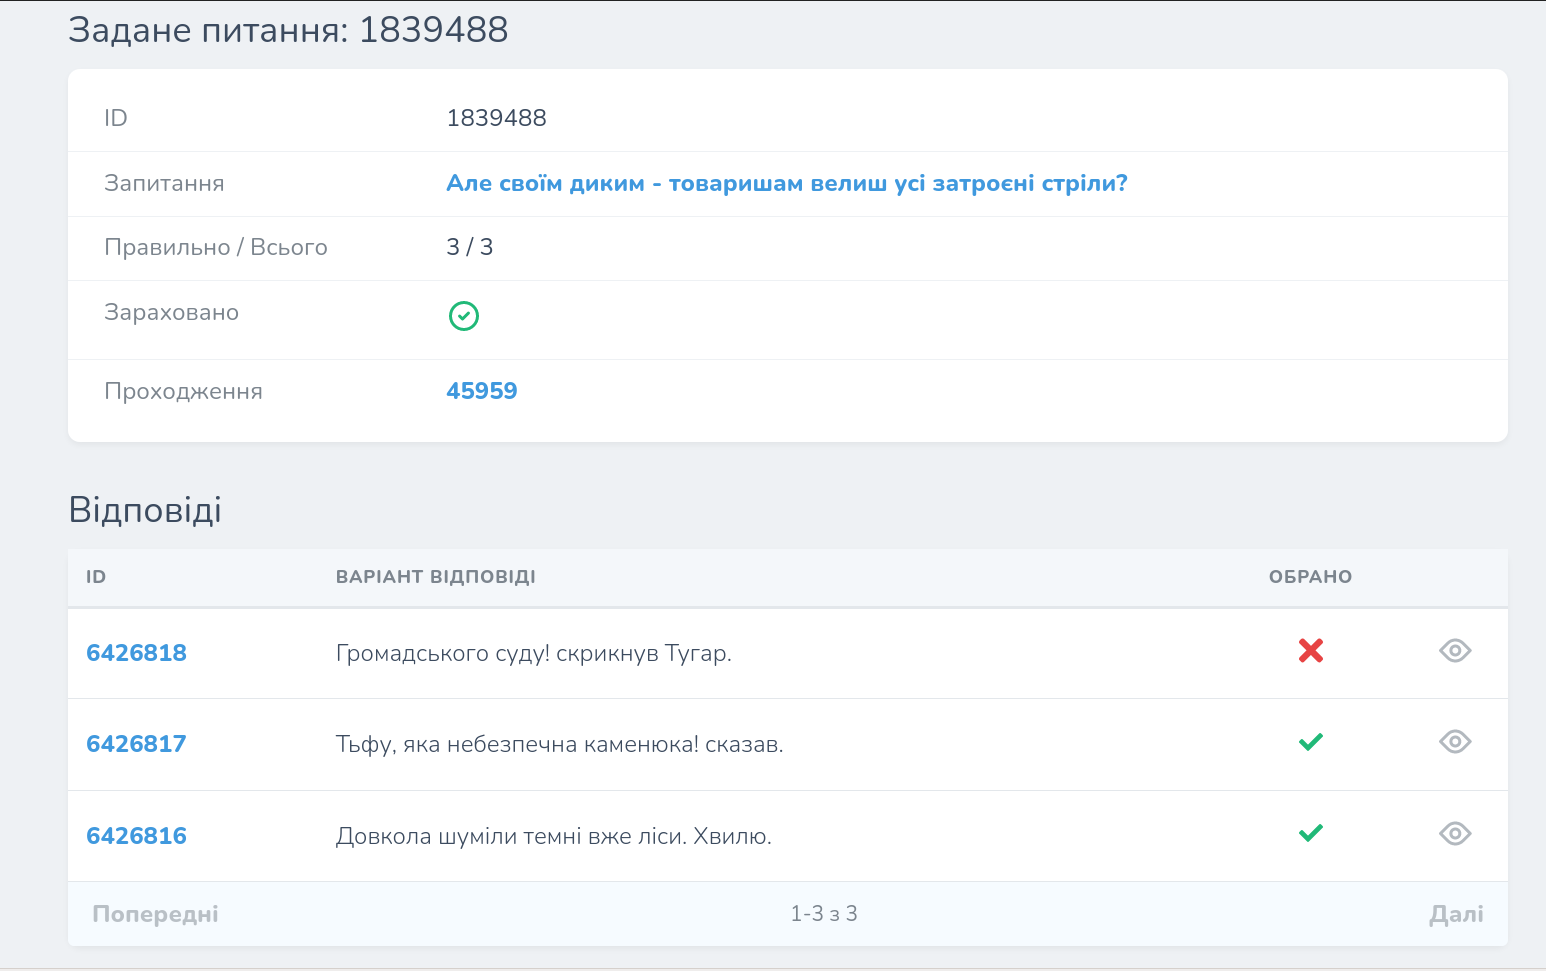 Задане питання: 1839488
ID 1839488
Запитання Але своїм диким - товаришам велиш усі затроєні стріли?
Правильно / Всього 3 / 3
Зараховано
Проходження 45959
Відповіді
ID ВАРІАНТ ВІДПОВІДІ ОБРАНО
6426818 Громадського суду! скрикнув Тугар.
6426817 Тьфу, яка небезпечна каменюка! сказав.
6426816 Довкола шуміли темні вже ліси. Хвилю.
Попередні 1-3 з 3 Далі